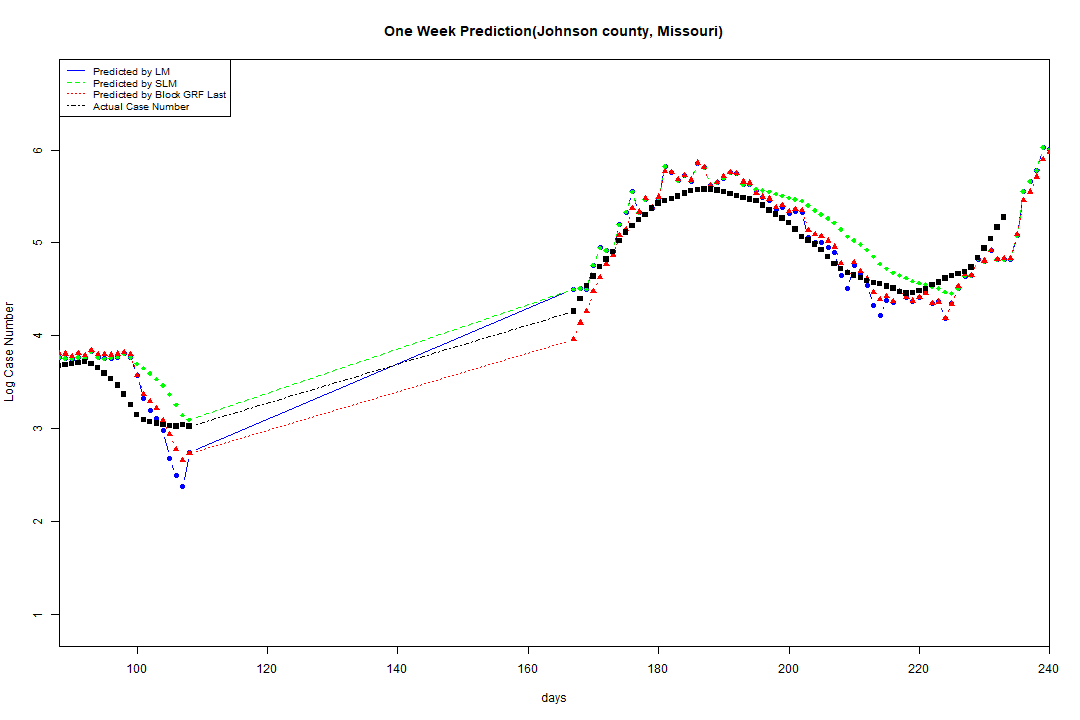 One Week Prediction(Johnson county, Missouri)
Predicted by LM
Predicted by SLM
Predicted by Block GRF Last
Actual Case Number
Log Case Number
6
5
4
3
2
1
100 120 140 160 180 200 220 240
days